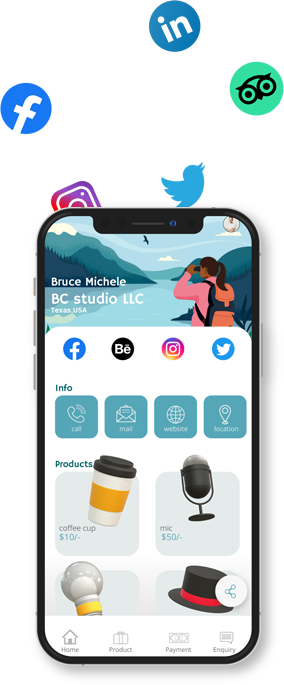 in
f
Bruce Michele
BC studio LLC
Texas,USA
f
Bē
Info
call
mail
website
location
Products
coffee cup
$10/-
mic
$50/-
Home
Product
Payment
Enquiry